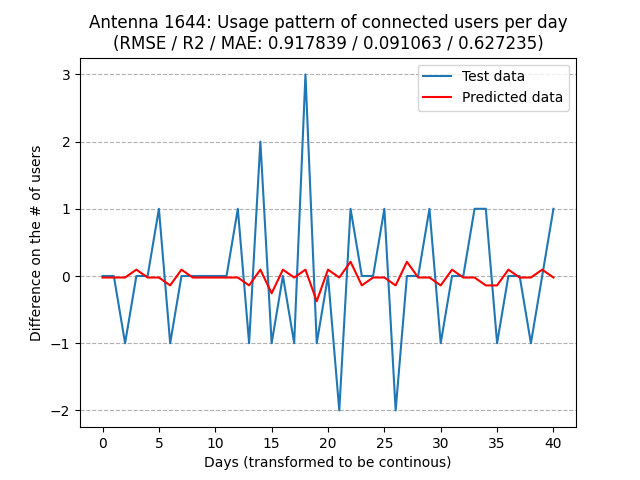 Antenna 1644: Usage pattern of connected users per day
(RMSE / R2 / MAE: 0.917839 / 0.091063 / 0.627235)
Test data
Predicted data
Difference on the # of users
3
2
1
0
−1
−2
0 5 10 15 20 25 30 35 40
Days (transformed to be continous)